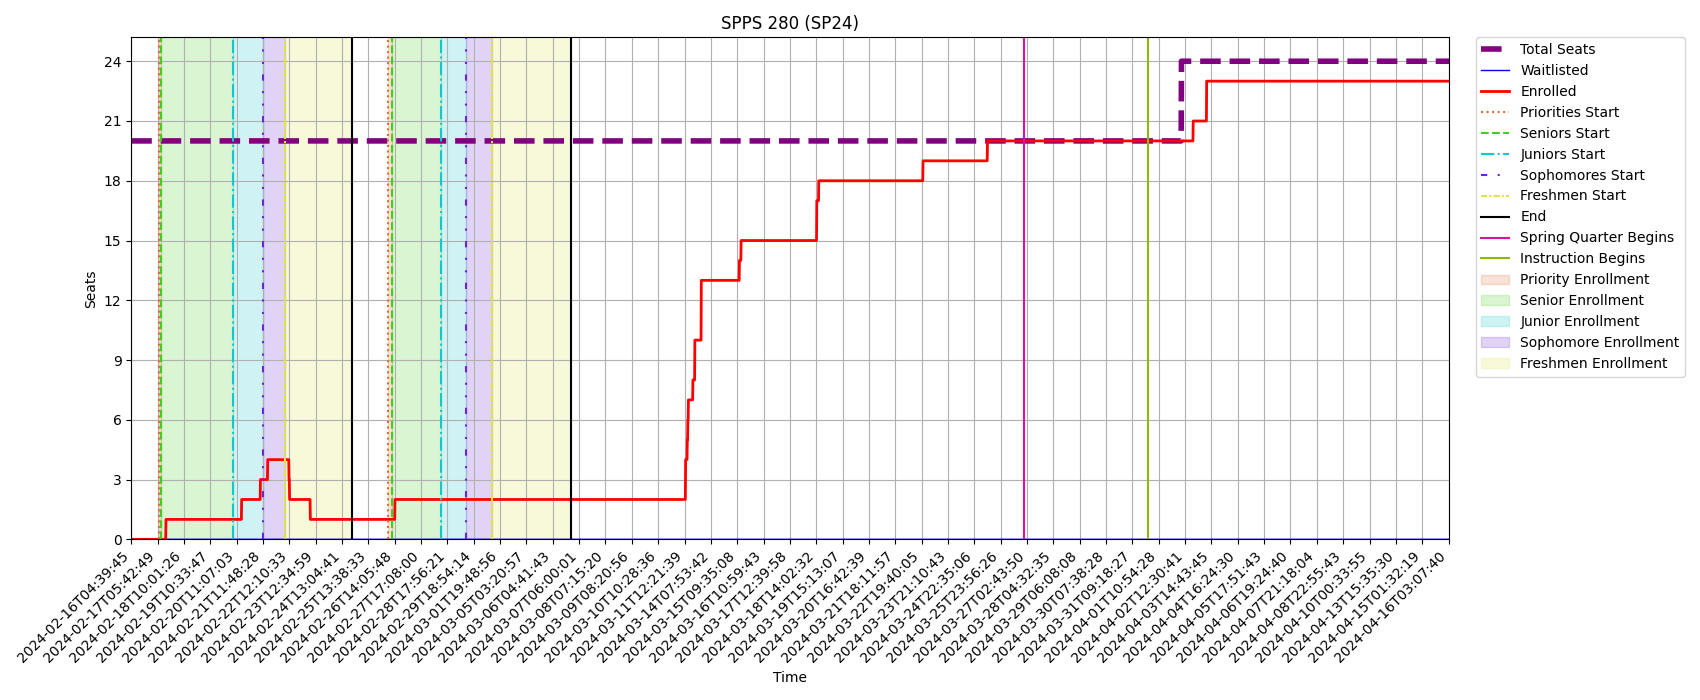 SPPS 280 (SP24)
Seats
24
21
18
15
12
9
6
3
0
2024-02-16T04:39:45
2024-02-17T05:42:49
2024-02-18T10:01:26
2024-02-19T10:33:47
2024-02-20T11:07:03
2024-02-21T11:48:28
2024-02-22T12:10:33
2024-02-23T12:34:59
2024-02-24T13:04:41
2024-02-25T13:38:33
2024-02-26T14:05:48
2024-02-27T17:08:00
2024-02-28T17:56:21
2024-02-29T18:54:14
2024-03-01T19:48:56
2024-03-05T03:20:57
2024-03-06T04:41:43
2024-03-07T06:00:01
2024-03-08T07:15:20
2024-03-09T08:20:56
2024-03-10T10:28:36
2024-03-11T12:21:39
2024-03-14T07:53:42
2024-03-15T09:35:08
2024-03-16T10:59:43
2024-03-17T12:39:58
2024-03-18T14:02:32
2024-03-19T15:13:07
2024-03-20T16:42:39
2024-03-21T18:11:57
2024-03-22T19:40:05
2024-03-23T21:10:43
2024-03-24T22:35:06
2024-03-25T23:56:26
2024-03-27T02:43:50
2024-03-28T04:32:35
2024-03-29T06:08:08
2024-03-30T07:38:28
2024-03-31T09:18:27
2024-04-01T10:54:28
2024-04-02T12:30:41
2024-04-03T14:43:45
2024-04-04T16:24:30
2024-04-05T17:51:43
2024-04-06T19:24:40
2024-04-07T21:18:04
2024-04-08T22:55:43
2024-04-10T00:33:55
2024-04-13T15:35:30
2024-04-15T01:32:19
2024-04-16T03:07:40
Time
Total Seats
Waitlisted
Enrolled
Priorities Start
Seniors Start
Juniors Start
Sophomores Start
Freshmen Start
End
Spring Quarter Begins
Instruction Begins
Priority Enrollment
Senior Enrollment
Junior Enrollment
Sophomore Enrollment
Freshmen Enrollment